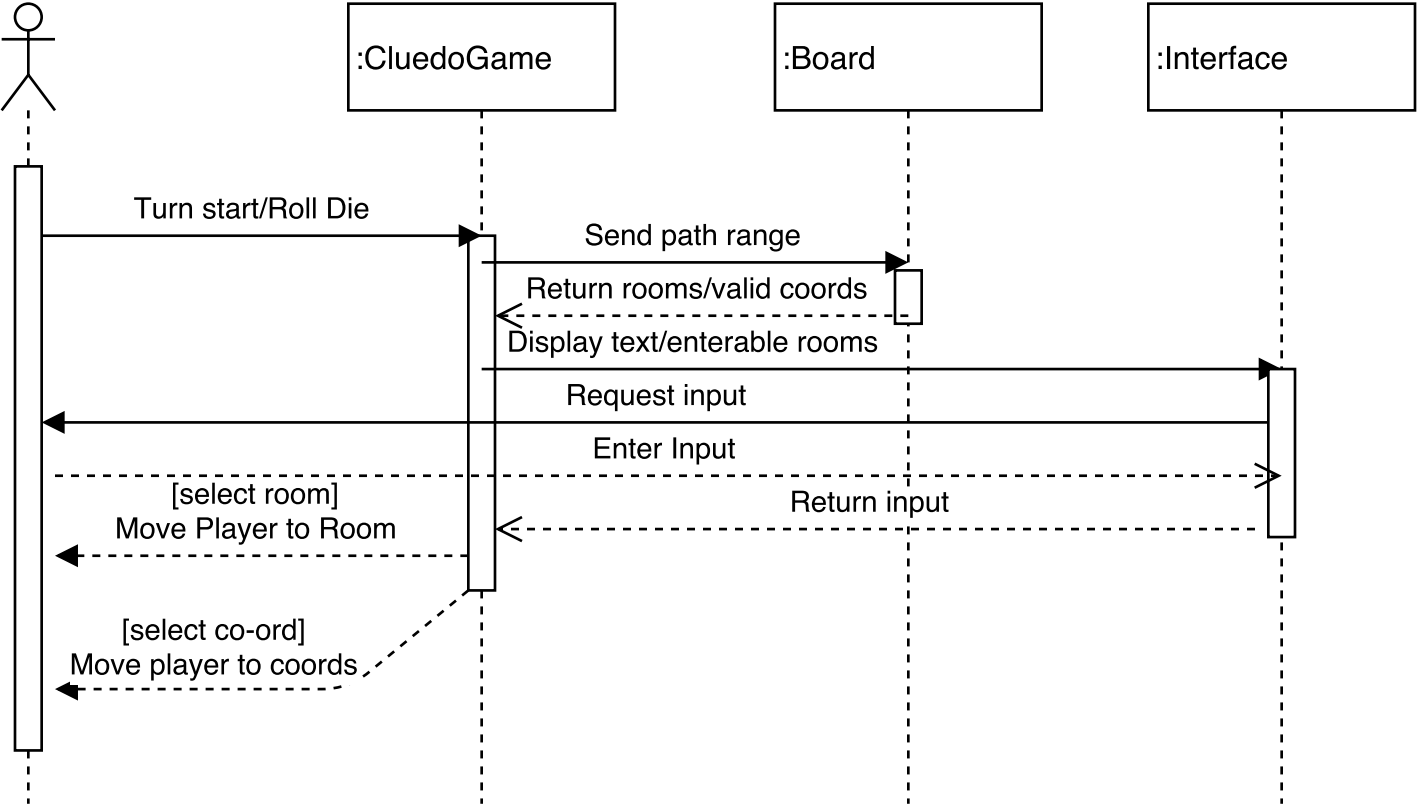 :CluedoGame
:Board
:Interface
Turn start/Roll Die
Send path range
Return rooms/valid coords
Display text/enterable rooms
Request input
Enter Input
[select room]
Move Player to Room
Return input
[select co-ord]
Move player to coords